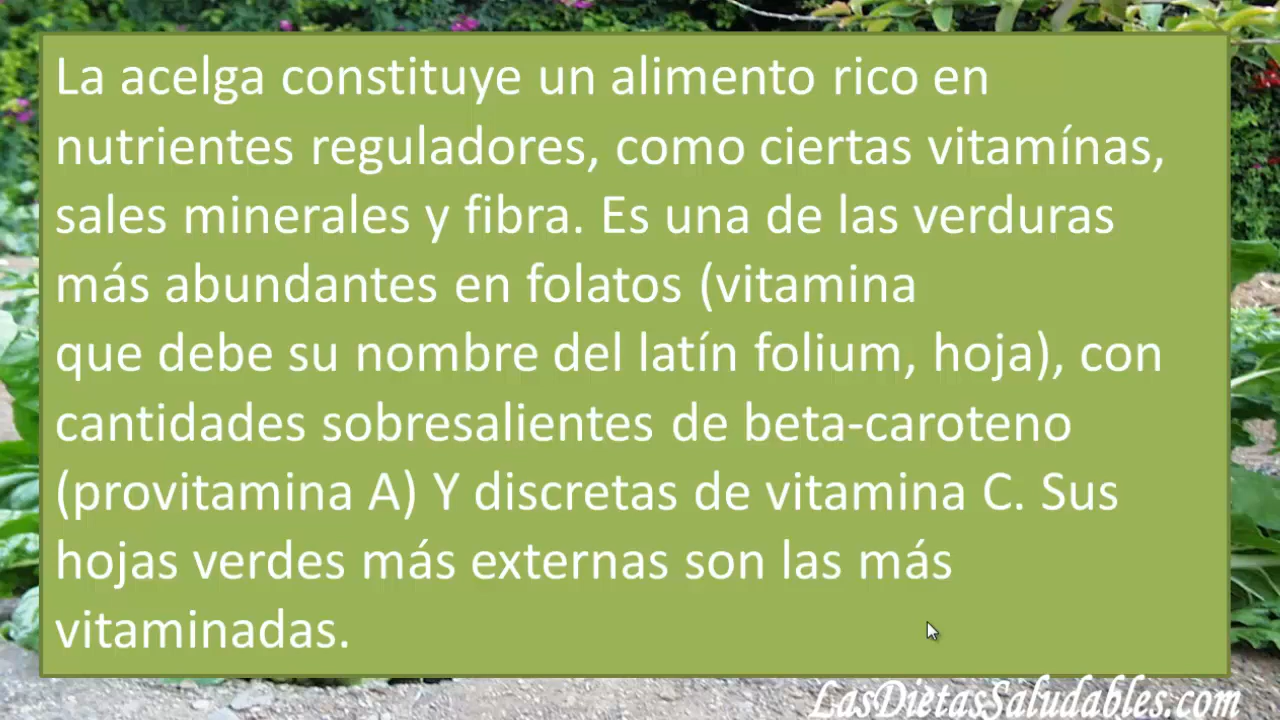 La acelga constituye un alimento rico en
nutrientes reguladores, como ciertas vitamínas,
sales minerales y fibra. Es una de las verduras
más abundantes en folatos (vitamina
que debe su nombre del latín folium, hoja), con
cantidades sobresalientes de beta-caroteno
(provitamina A) Y discretas de vitamina C. Sus
hojas verdes más externas son las más
vitaminadas.
LasDietasSaludables.com